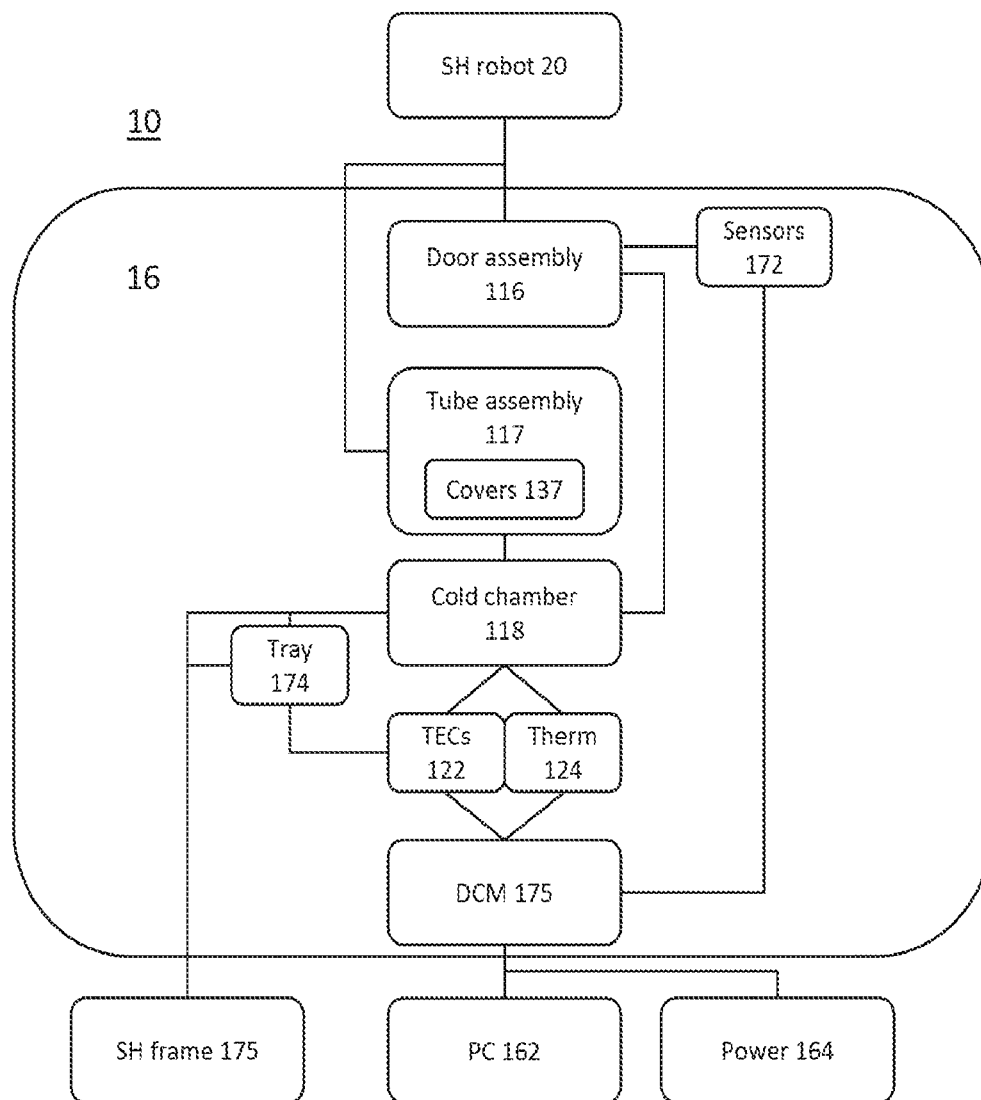 SH robot 20
10
Door assembly
116
Sensors
172
16
Tube assembly
117
Covers 137
Cold chamber
118
Tray
174
TECs
122
Therm
124
DCM 175
SH frame 175
PC 162
Power 164